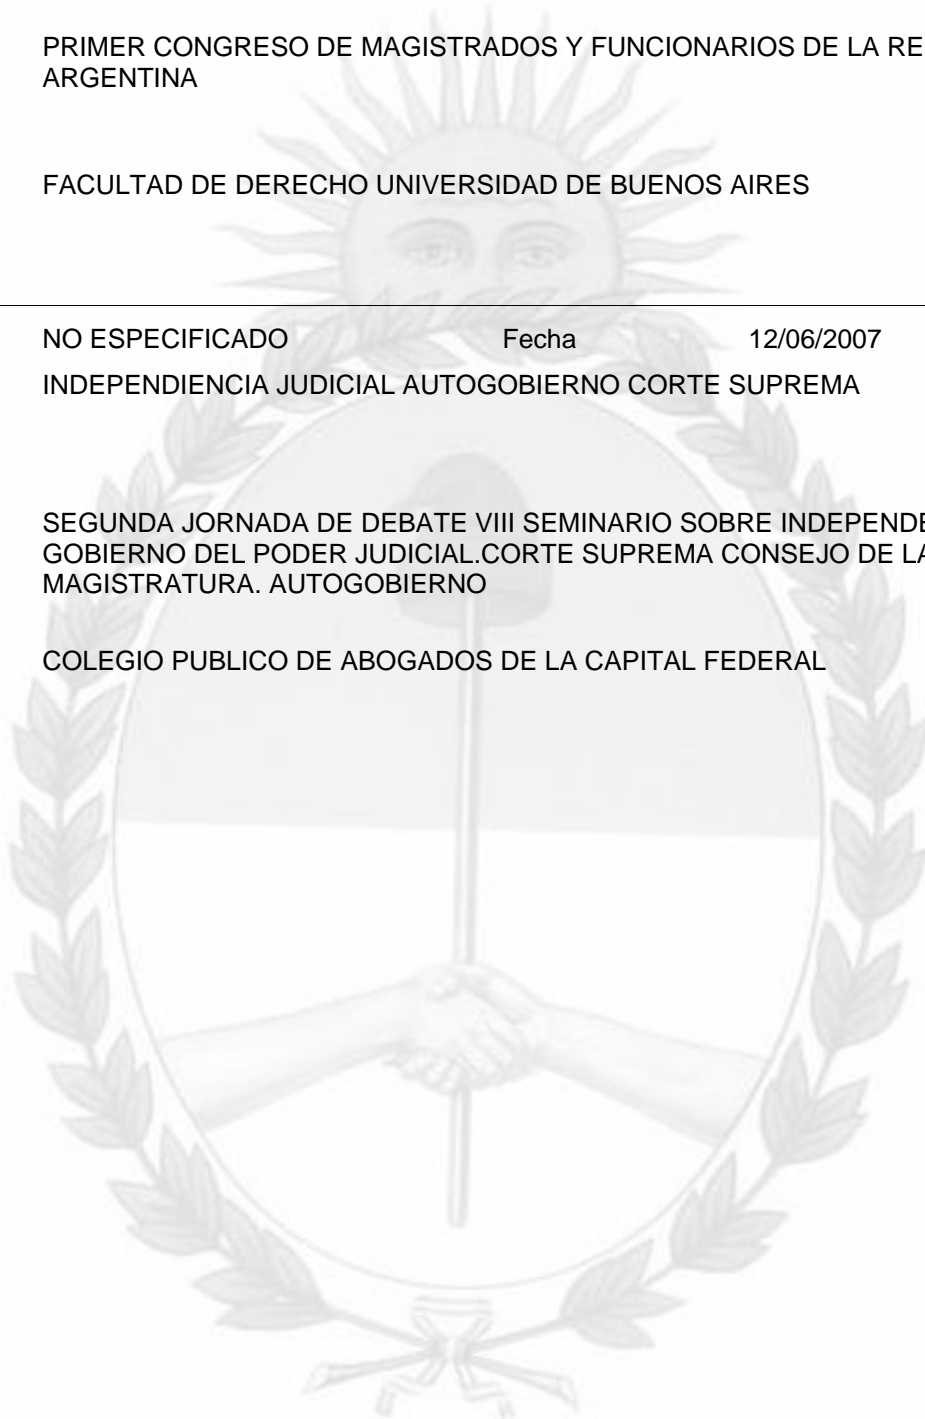 PRIMER CONGRESO DE MAGISTRADOS Y FUNCIONARIOS DE LA RE
ARGENTINA
FACULTAD DE DERECHO UNIVERSIDAD DE BUENOS AIRES
NO ESPECIFICADO Fecha 12/06/2007
INDEPENDIENCIA JUDICIAL AUTOGOBIERNO CORTE SUPREMA
SEGUNDA JORNADA DE DEBATE VIII SEMINARIO SOBRE INDEPENDE
GOBIERNO DEL PODER JUDICIAL.CORTE SUPREMA CONSEJO DE LA
MAGISTRATURA. AUTOGOBIERNO
COLEGIO PUBLICO DE ABOGADOS DE LA CAPITAL FEDERAL